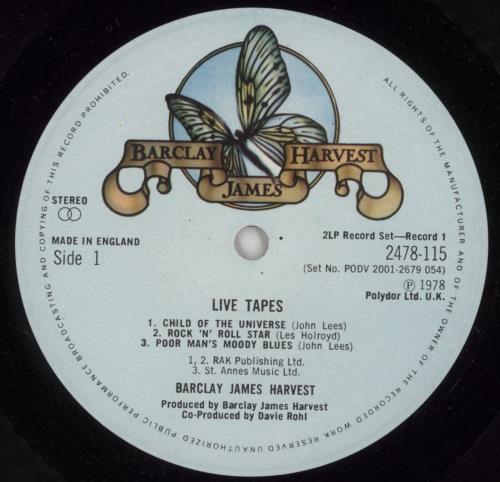 BARCLAY JAMES HARVEST
STEREO
MADE IN ENGLAND
Side 1
2LP Record Set—Record 1
2478-115
(Set No. PODV 2001-2679 054)
Ⓟ 1978
Polydor Ltd. U.K.
LIVE TAPES
1. CHILD OF THE UNIVERSE (John Lees)
2. ROCK 'N' ROLL STAR (Les Holroyd)
3. POOR MAN'S MOODY BLUES (John Lees)
1, 2. RAK Publishing Ltd.
3. St. Annes Music Ltd.
BARCLAY JAMES HARVEST
Produced by Barclay James Harvest
Co-Produced by Davie Rohl
ALL RIGHTS OF THE MANUFACTURER AND OF THE OWNER OF THE RECORDED WORK RESERVED UNAUTHORIZED PUBLIC PERFORMANCE BROADCASTING AND COPYING OF THIS RECORD PROHIBITED.